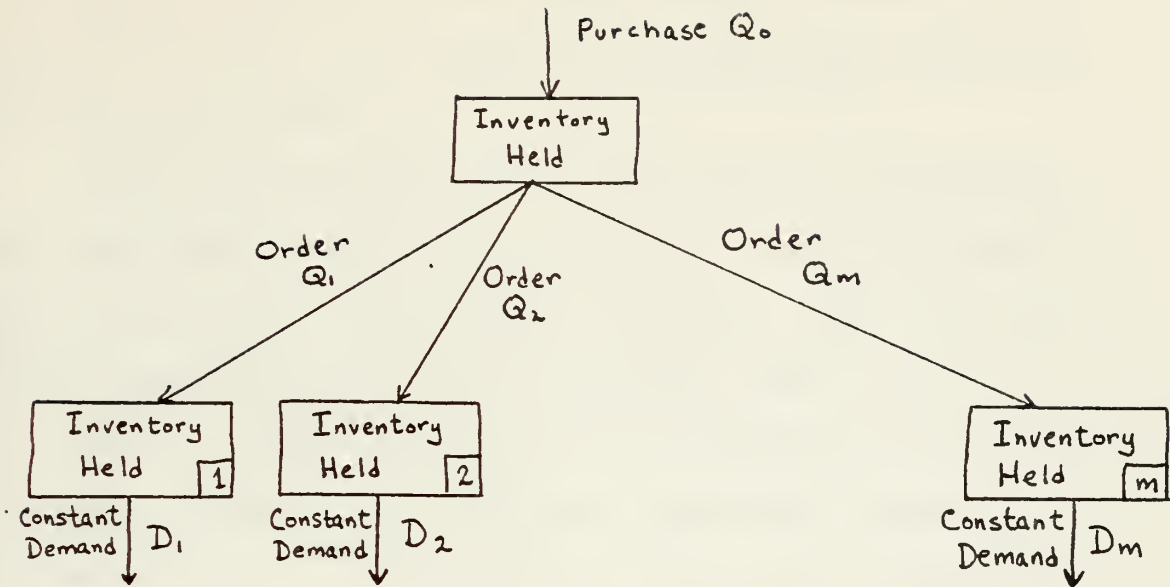 Purchase Q₀
Inventory
Held
Order
Q₁
Order
Q₂
Order
Qm
Inventory
Held
1
Inventory
Held
2
Inventory
Held
m
Constant
Demand
D₁
Constant
Demand
D₂
Constant
Demand
Dm